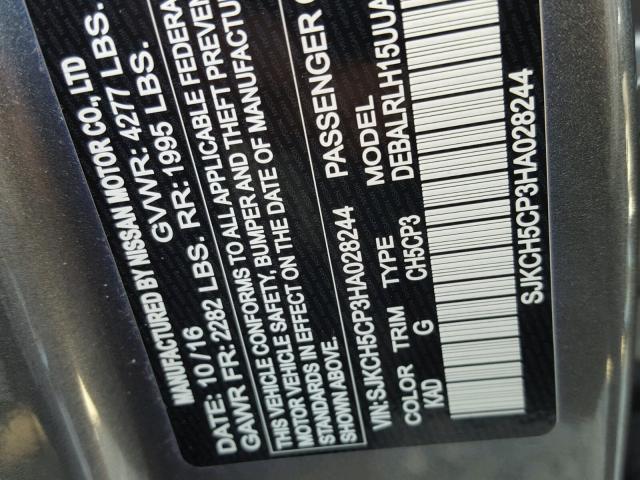 MANUFACTURED BY NISSAN MOTOR CO., LTD
DATE: 10/16 GVWR: 4277 LBS.
GAWR FR: 2282 LBS. RR: 1995 LBS.
THIS VEHICLE CONFORMS TO ALL APPLICABLE FEDERA
MOTOR VEHICLE SAFETY, BUMPER AND THEFT PREVEN
STANDARDS IN EFFECT ON THE DATE OF MANUFACTU
SHOWN ABOVE.
VIN: SJKCH5CP3HA028244 PASSENGER
COLOR TRIM TYPE MODEL
KAD G CH5CP3 DEBALRLH15UUA
SJKCH5CP3HA028244